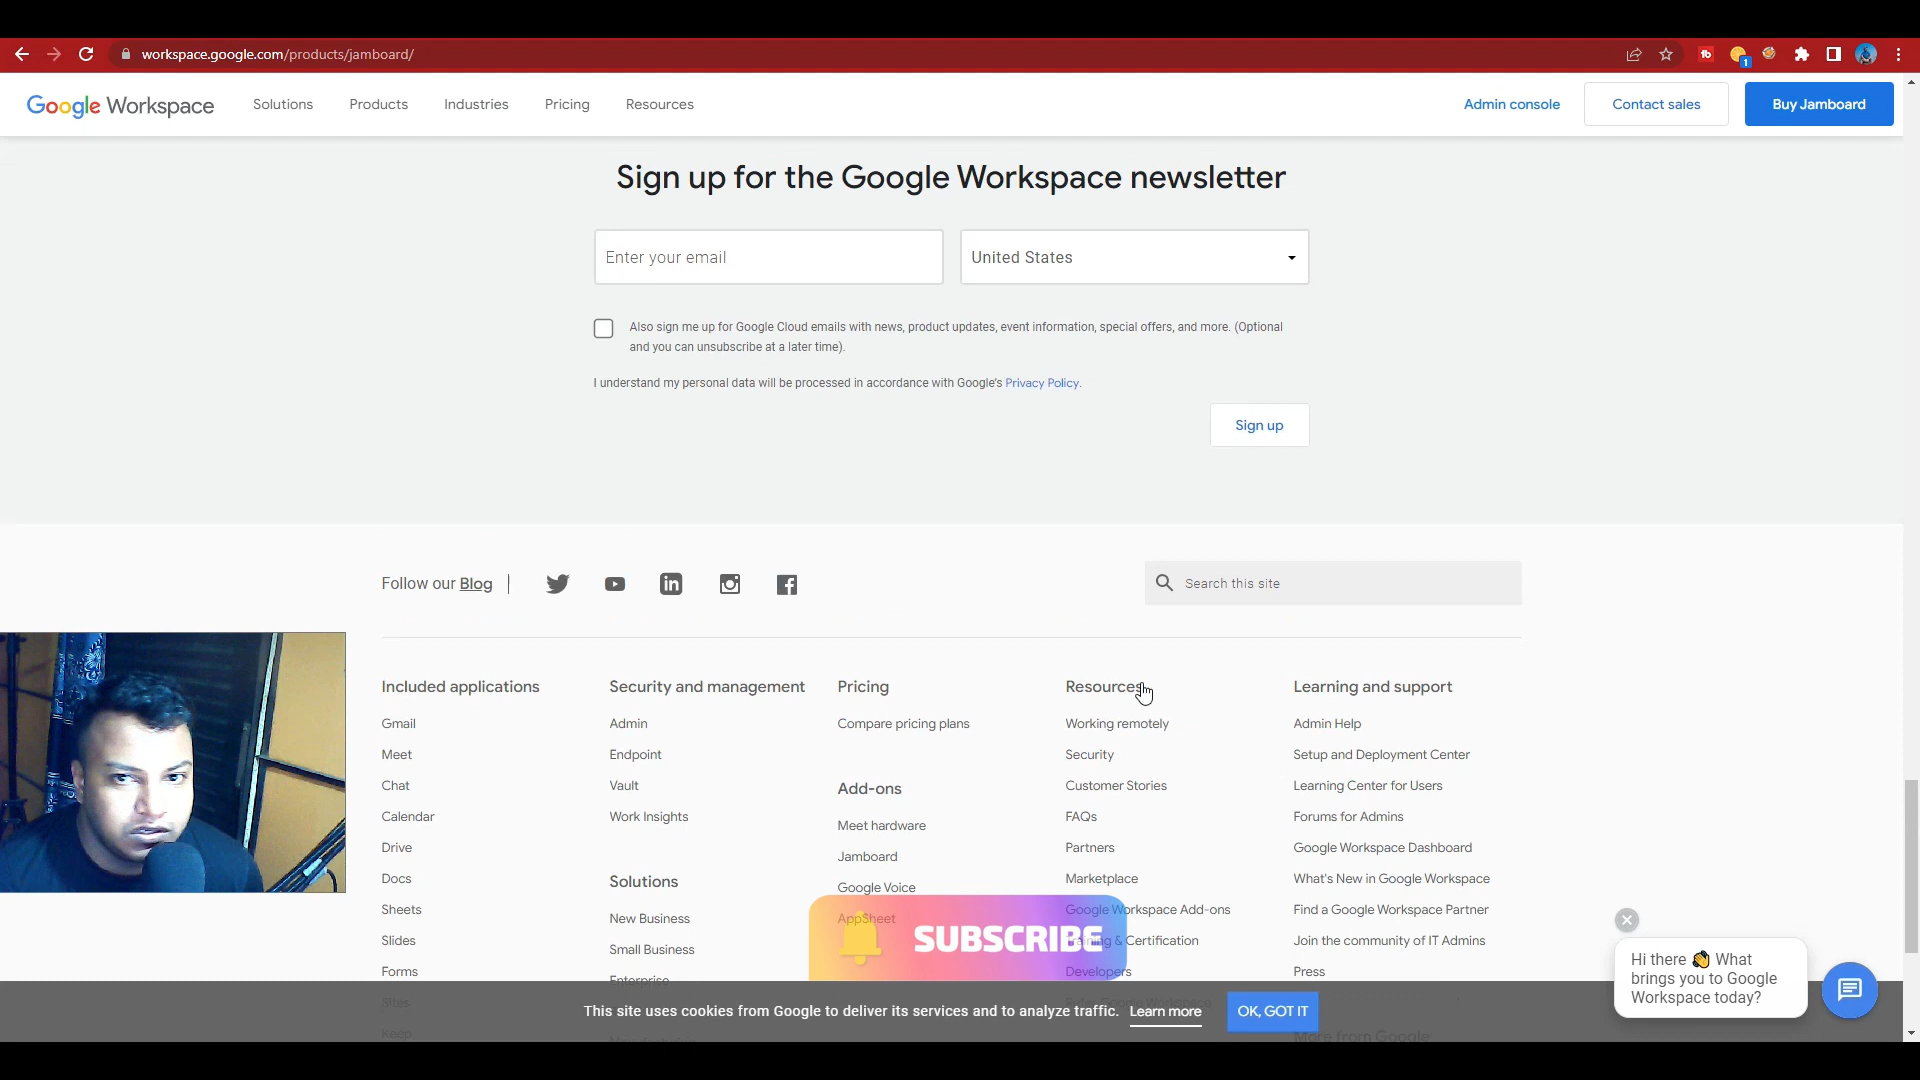 workspace.google.com/products/jamboard/
1
Google Workspace
Solutions
Products
Industries
Pricing
Resources
Admin console
Contact sales
Buy Jamboard
Sign up for the Google Workspace newsletter
Enter your email
United States
Also sign me up for Google Cloud emails with news, product updates, event information, special offers, and more. (Optional
and you can unsubscribe at a later time).
I understand my personal data will be processed in accordance with Google's Privacy Policy.
Sign up
Follow our Blog
Search this site
Included applications
Gmail
Meet
Chat
Calendar
Drive
Docs
Sheets
Slides
Forms
Sites
Keep
Security and management
Admin
Endpoint
Vault
Work Insights
Solutions
New Business
Small Business
Enterprise
Pricing
Compare pricing plans
Add-ons
Meet hardware
Jamboard
Google Voice
AppSheet
Resources
Working remotely
Security
Customer Stories
FAQs
Partners
Marketplace
Google Workspace Add-ons
Training & Certification
Developers
Learning and support
Admin Help
Setup and Deployment Center
Learning Center for Users
Forums for Admins
Google Workspace Dashboard
What's New in Google Workspace
Find a Google Workspace Partner
Join the community of IT Admins
Press
More from Google
SUBSCRIBE
Hi there 👋 What
brings you to Google
Workspace today?
This site uses cookies from Google to deliver its services and to analyze traffic. Learn more
OK, GOT IT